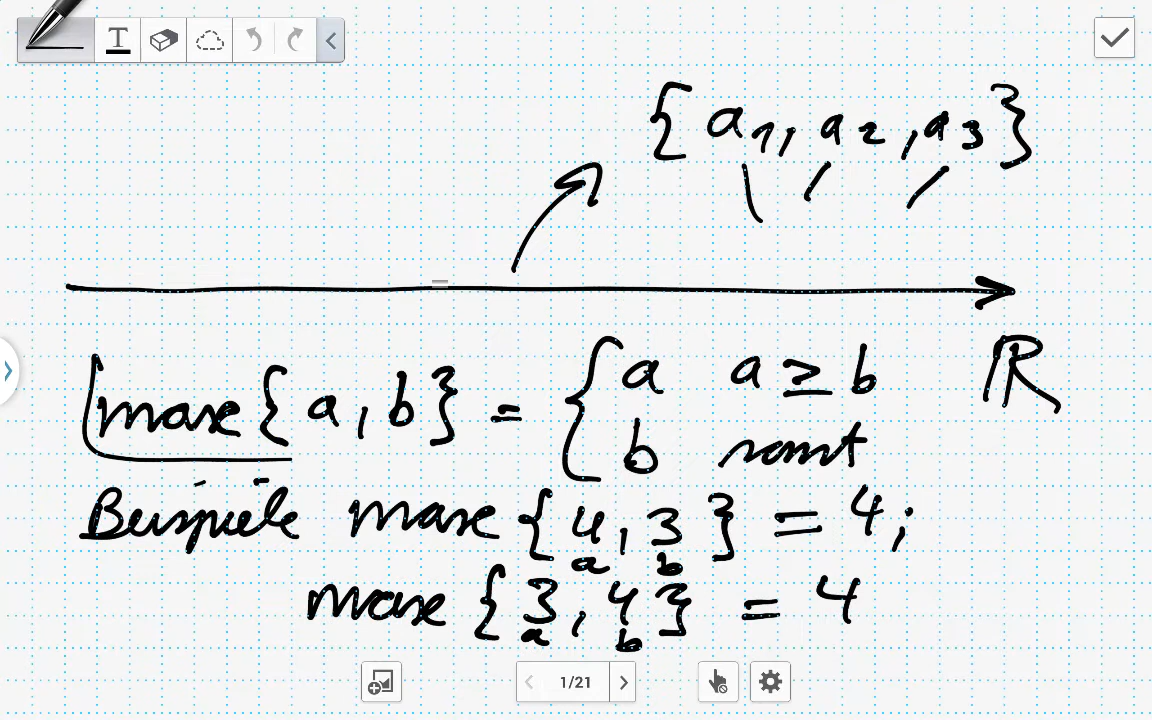 T
{a1, a2, a3}
ℝ
max{a, b} = { a a ≥ b
b sonst
Beispiele max {4, 3} = 4;
a b
max {3, 4} = 4
a b
1/21